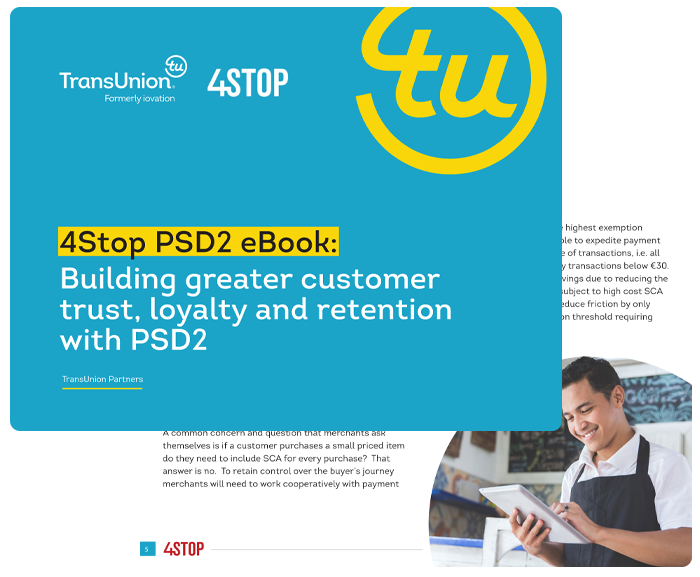 TransUnion
tu
®
Formerly iovation
4STOP
tu
4Stop PSD2 eBook:
Building greater customer
trust, loyalty and retention
with PSD2
TransUnion Partners
highest exemption
to expedite payment
of transactions, i.e. all
transactions below €30.
due to reducing the
subject to high cost SCA
reduce friction by only
threshold requiring
A common concern and question that merchants ask
themselves is if a customer purchases a small priced item
do they need to include SCA for every purchase? That
answer is no. To retain control over the buyer's journey
merchants will need to work cooperatively with payment
5
4STOP